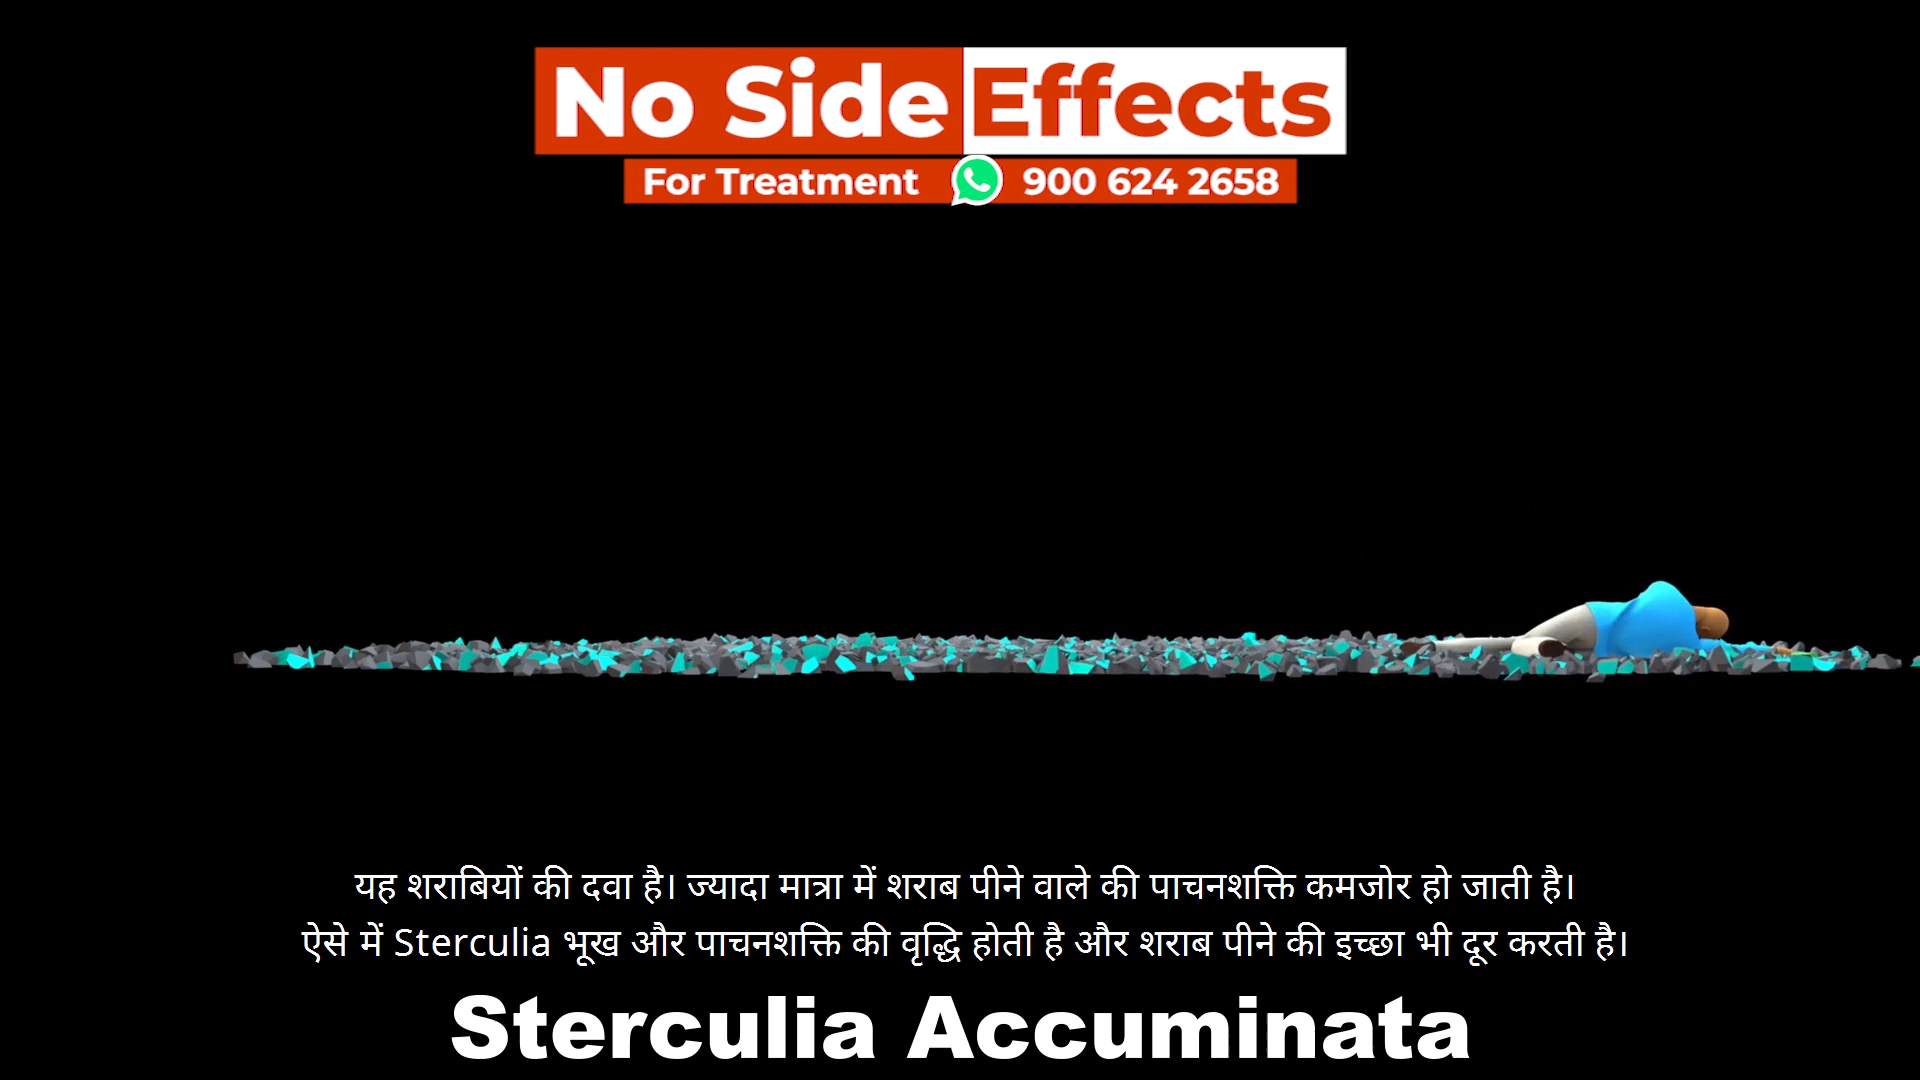 No Side Effects
For Treatment 900 624 2658
यह शराबियों की दवा है। ज्यादा मात्रा में शराब पीने वाले की पाचनशक्ति कमजोर हो जाती है।
ऐसे में Sterculia भूख और पाचनशक्ति की वृद्धि होती है और शराब पीने की इच्छा भी दूर करती है।
Sterculia Accuminata